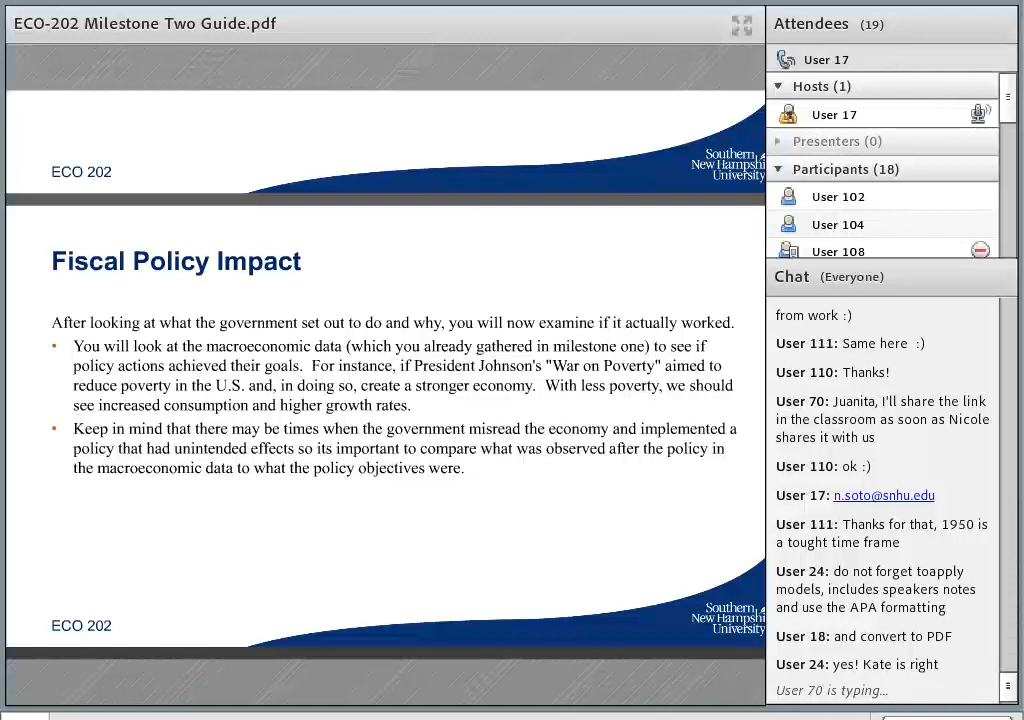 ECO-202 Milestone Two Guide.pdf
ECO 202
Southern
New Hampshi
University
Fiscal Policy Impact
After looking at what the government set out to do and why, you will now examine if it actually worked.
• You will look at the macroeconomic data (which you already gathered in milestone one) to see if
policy actions achieved their goals. For instance, if President Johnson's "War on Poverty" aimed to
reduce poverty in the U.S. and, in doing so, create a stronger economy. With less poverty, we should
see increased consumption and higher growth rates.
• Keep in mind that there may be times when the government misread the economy and implemented a
policy that had unintended effects so its important to compare what was observed after the policy in
the macroeconomic data to what the policy objectives were.
ECO 202
Southern
New Hampshi
University
Attendees (19)
User 17
Hosts (1)
User 17
Presenters (0)
Participants (18)
User 102
User 104
User 108
Chat (Everyone)
from work :)
User 111: Same here :)
User 110: Thanks!
User 70: Juanita, I'll share the link
in the classroom as soon as Nicole
shares it with us
User 110: ok :)
User 17: n.soto@snhu.edu
User 111: Thanks for that, 1950 is
a tought time frame
User 24: do not forget toapply
models, includes speakers notes
and use the APA formatting
User 18: and convert to PDF
User 24: yes! Kate is right
User 70 is typing...